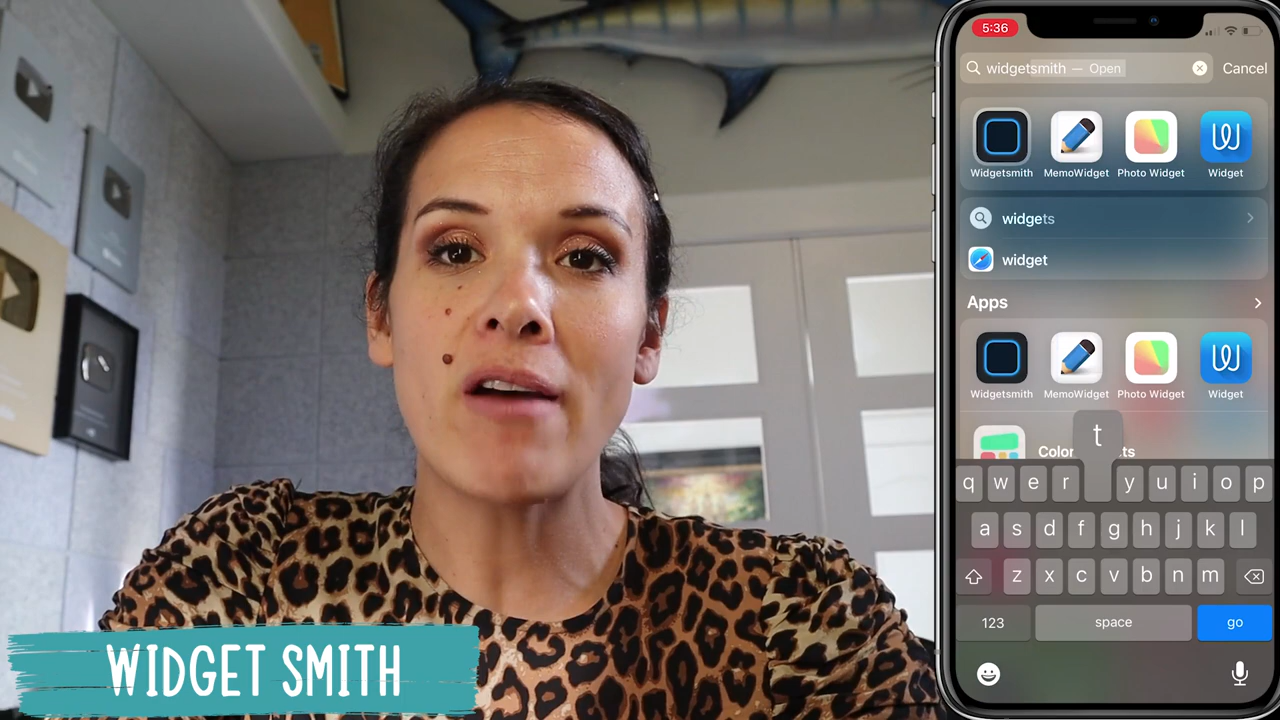 WIDGET SMITH
5:36
widgetsmith — Open
Cancel
Widgetsmith MemoWidget Photo Widget Widget
widgets
widget
Apps
Widgetsmith MemoWidget Photo Widget Widget
t
q w e r y u i o p
a s d f g h j k l
z x c v b n m
123 space go